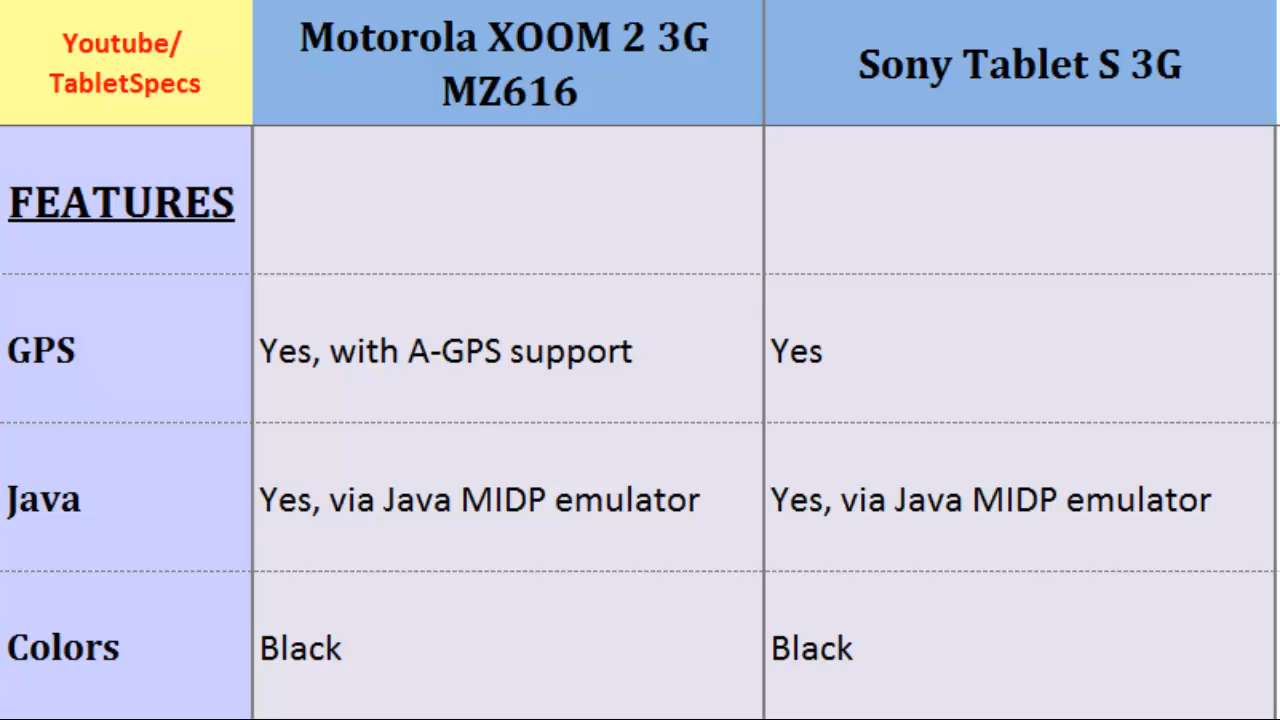 Youtube/
TabletSpecs
Motorola XOOM 2 3G
MZ616
Sony Tablet S 3G
FEATURES
GPS
Yes, with A-GPS support
Yes
Java
Yes, via Java MIDP emulator
Yes, via Java MIDP emulator
Colors
Black
Black